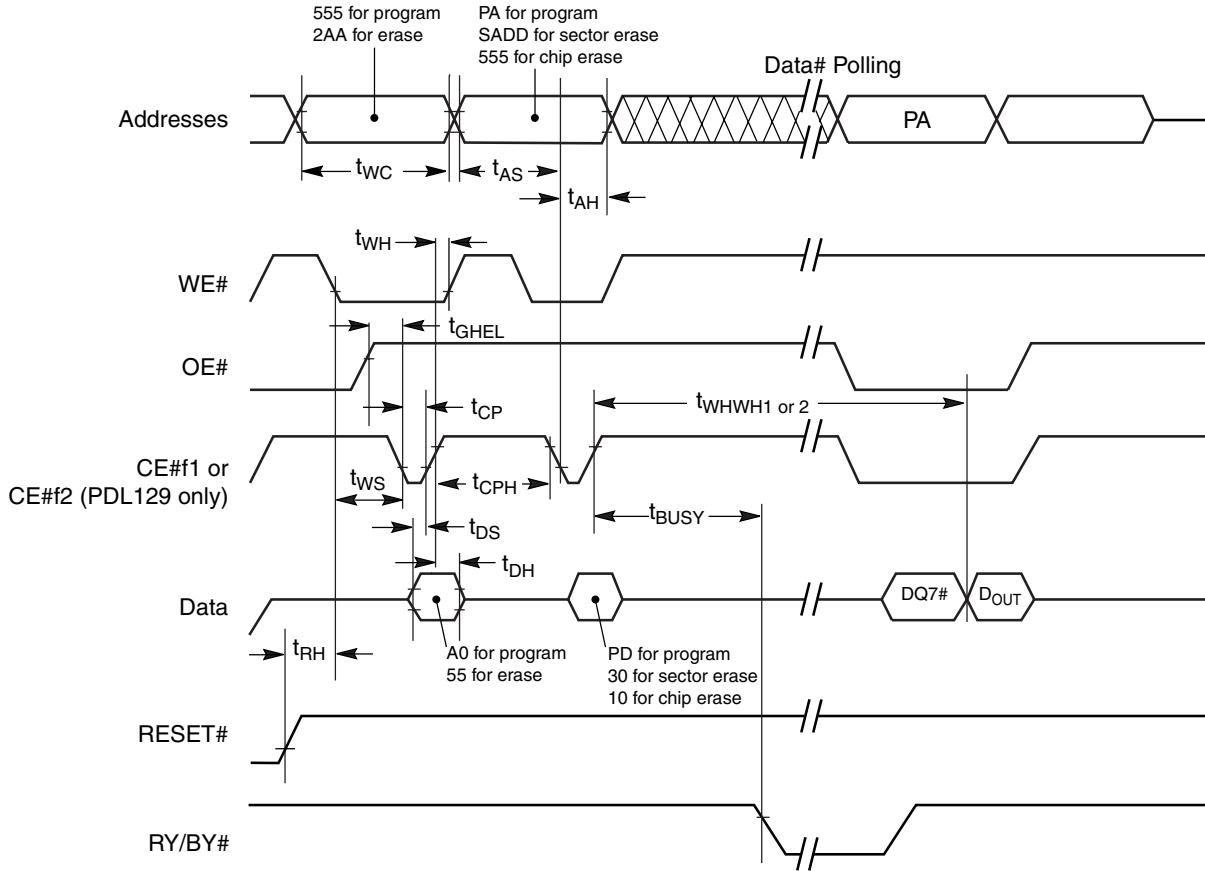 555 for program
2AA for erase
PA for program
SADD for sector erase
555 for chip erase
Data# Polling
Addresses
PA
tWC
tAS
tAH
tWH
WE#
tGHEL
OE#
tWHWH1 or 2
tCP
CE#f1 or
CE#f2 (PDL129 only)
tWS
tCPH
tBUSY
tDS
tDH
Data
DQ7#
DOUT
tRH
A0 for program
55 for erase
PD for program
30 for sector erase
10 for chip erase
RESET#
RY/BY#